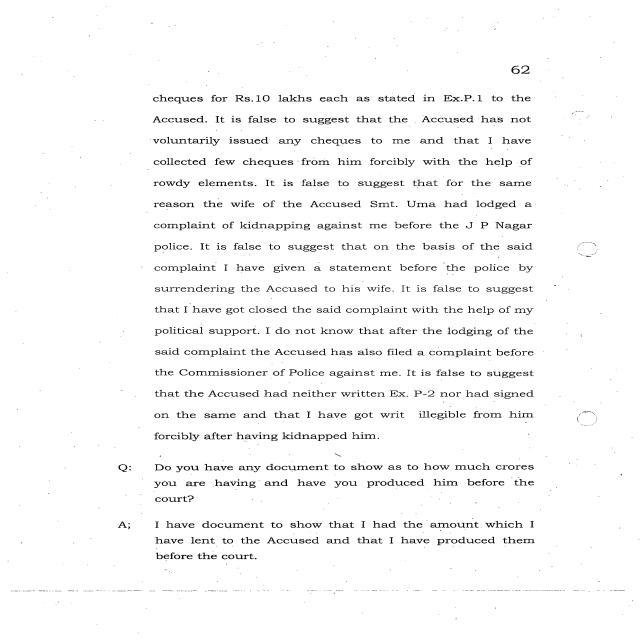 62
cheques for Rs.10 lakhs each as stated in Ex.P.1 to the
Accused. It is false to suggest that the Accused has not
voluntarily issued any cheques to me and that I have
collected few cheques from him forcibly with the help of
rowdy elements. It is false to suggest that for the same
reason the wife of the Accused Smt. Uma had lodged a
complaint of kidnapping against me before the J P Nagar
police. It is false to suggest that on the basis of the said
complaint I have given a statement before the police by
surrendering the Accused to his wife. It is false to suggest
that I have got closed the said complaint with the help of my
political support. I do not know that after the lodging of the
said complaint the Accused has also filed a complaint before
the Commissioner of Police against me. It is false to suggest
that the Accused had neither written Ex. P-2 nor had signed
on the same and that I have got writ illegible from him
forcibly after having kidnapped him.
Q: Do you have any document to show as to how much crores
you are having and have you produced him before the
court?
A; I have document to show that I had the amount which I
have lent to the Accused and that I have produced them
before the court.